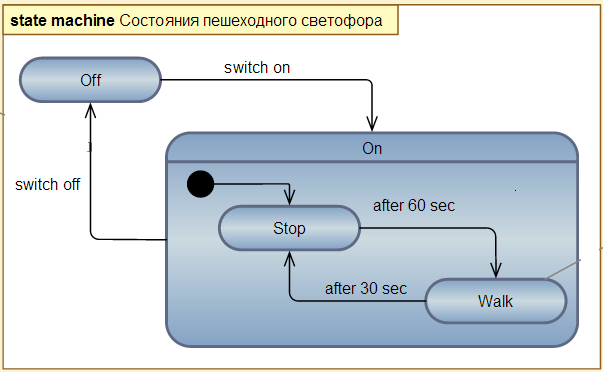 state machine Состояния пешеходного светофора
Off
switch on
On
switch off
Stop
after 60 sec
after 30 sec
Walk